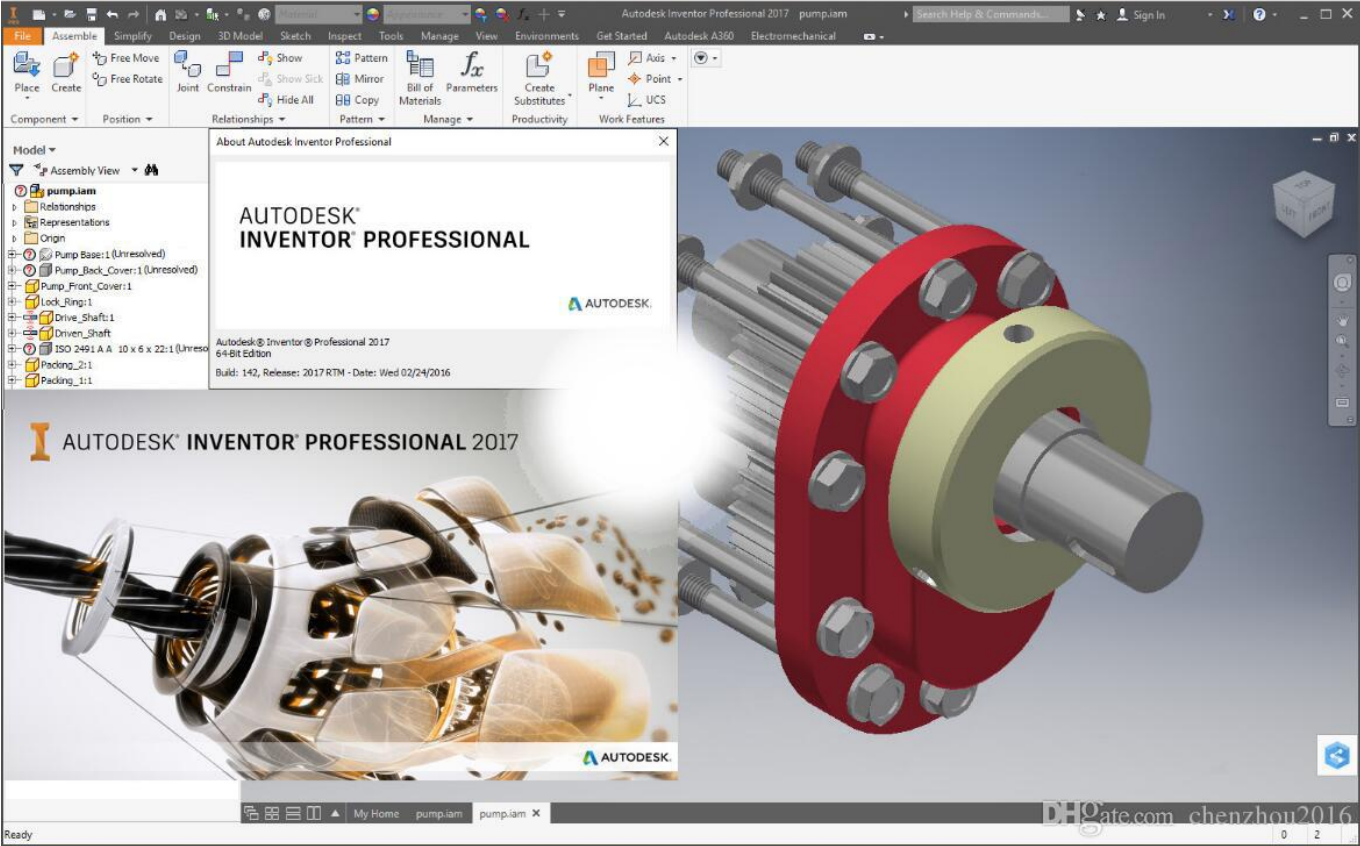 Autodesk Inventor Professional 2017 pump.iam
Search Help & Commands...
Sign In
File Assemble Simplify Design 3D Model Sketch Inspect Tools Manage View Environments Get Started Autodesk A360 Electromechanical
Place
Create
Free Move
Free Rotate
Joint
Constrain
Show
Show Sick
Hide All
Pattern
Mirror
Copy
Bill of
Materials
Parameters
Create
Substitutes
Plane
Axis
Point
UCS
Component Position Relationships Pattern Manage Productivity Work Features
Model
Assembly View
pump.iam
Relationships
Representations
Origin
Pump Base:1 (Unresolved)
Pump_Back_Cover:1 (Unresolved)
Pump_Front_Cover:1
Lock_Ring:1
Drive_Shaft:1
Driven_Shaft
ISO 2491 A A 10 x 6 x 22:1 (Unreso
Packing_2:1
Packing_1:1
About Autodesk Inventor Professional
AUTODESK®
INVENTOR® PROFESSIONAL
AUTODESK.
Autodesk® Inventor® Professional 2017
64-Bit Edition
Build: 142, Release: 2017 RTM - Date: Wed 02/24/2016
AUTODESK® INVENTOR® PROFESSIONAL 2017
AUTODESK.
TOP
LEFT FRONT
My Home pump.iam pump.iam
DHgate.com chenzhou2016
Ready
0 2